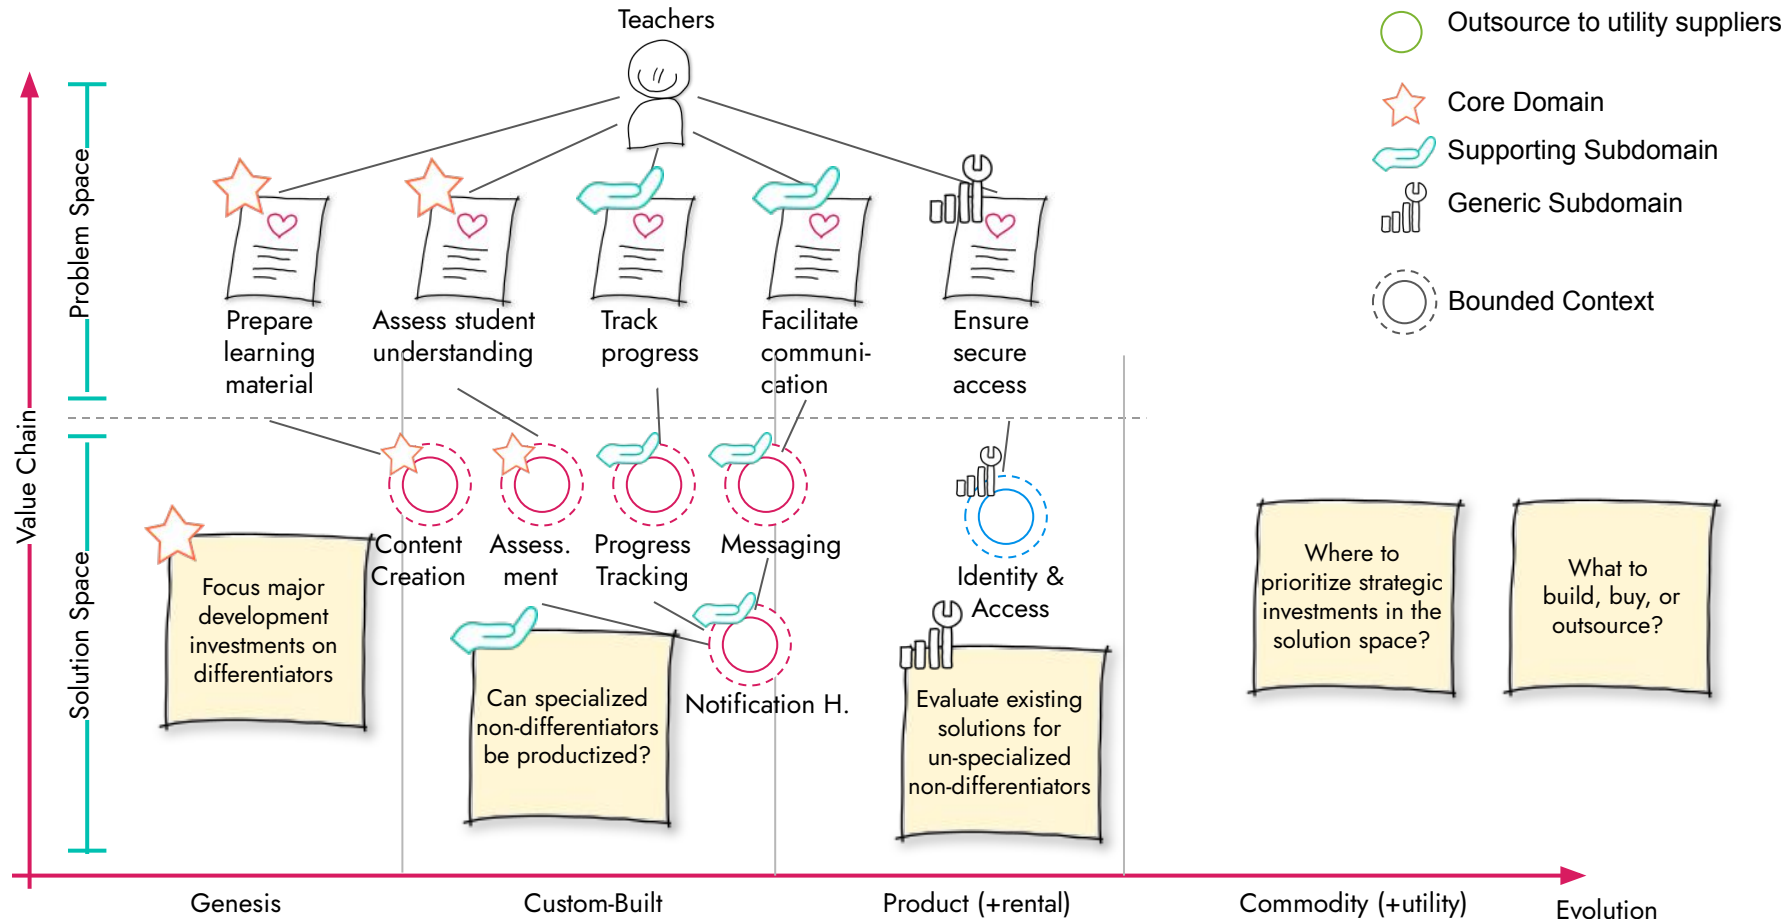 Teachers
Outsource to utility suppliers
Core Domain
Supporting Subdomain
Generic Subdomain
Bounded Context
Value Chain
Problem Space
Solution Space
Prepare
learning
material
Assess student
understanding
Track
progress
Facilitate
communi-
cation
Ensure
secure
access
Content
Creation
Assess.
ment
Progress
Tracking
Messaging
Identity &
Access
Notification H.
Focus major
development
investments on
differentiators
Can specialized
non-differentiators
be productized?
Evaluate existing
solutions for
un-specialized
non-differentiators
Where to
prioritize strategic
investments in the
solution space?
What to
build, buy, or
outsource?
Genesis
Custom-Built
Product (+rental)
Commodity (+utility)
Evolution